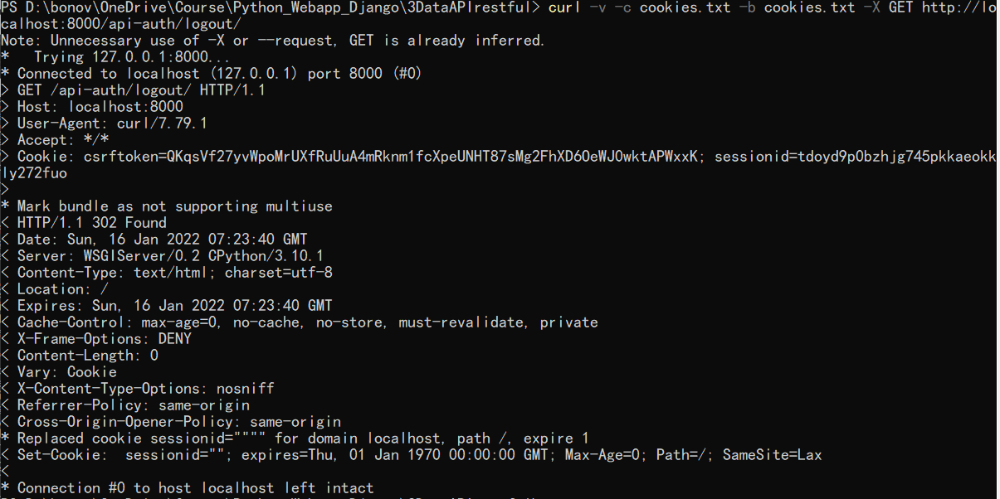 PS D:\bonov\OneDrive\Course\Python_Webapp_Django\3DataAPIrestful> curl -v -c cookies.txt -b cookies.txt -X GET http://lo
calhost:8000/api-auth/logout/
Note: Unnecessary use of -X or --request, GET is already inferred.
*   Trying 127.0.0.1:8000...
* Connected to localhost (127.0.0.1) port 8000 (#0)
> GET /api-auth/logout/ HTTP/1.1
> Host: localhost:8000
> User-Agent: curl/7.79.1
> Accept: */*
> Cookie: csrftoken=QKqsVf27yvWpoMrUXfRuUuA4mRknm1fcXpeUNHT87sMg2FhXD6OeWJ0wktAPWxxK; sessionid=tdoyd9p0bzhjg745pkkaeokk
ly272fuo
>
* Mark bundle as not supporting multiuse
< HTTP/1.1 302 Found
< Date: Sun, 16 Jan 2022 07:23:40 GMT
< Server: WSGIServer/0.2 CPython/3.10.1
< Content-Type: text/html; charset=utf-8
< Location: /
< Expires: Sun, 16 Jan 2022 07:23:40 GMT
< Cache-Control: max-age=0, no-cache, no-store, must-revalidate, private
< X-Frame-Options: DENY
< Content-Length: 0
< Vary: Cookie
< X-Content-Type-Options: nosniff
< Referrer-Policy: same-origin
< Cross-Origin-Opener-Policy: same-origin
* Replaced cookie sessionid="""" for domain localhost, path /, expire 1
< Set-Cookie:  sessionid=""; expires=Thu, 01 Jan 1970 00:00:00 GMT; Max-Age=0; Path=/; SameSite=Lax
<
* Connection #0 to host localhost left intact